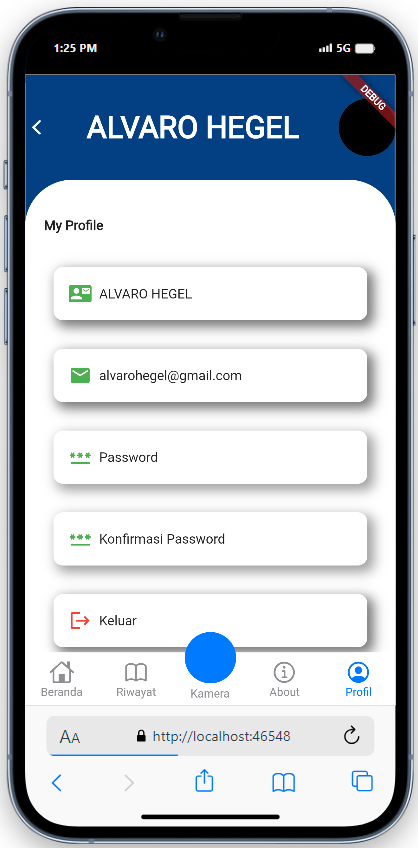 1:25 PM
5G
DEBUG
ALVARO HEGEL
My Profile
ALVARO HEGEL
alvarohegel@gmail.com
Password
Konfirmasi Password
Keluar
Beranda
Riwayat
Kamera
About
Profil
AA
http://localhost:46548